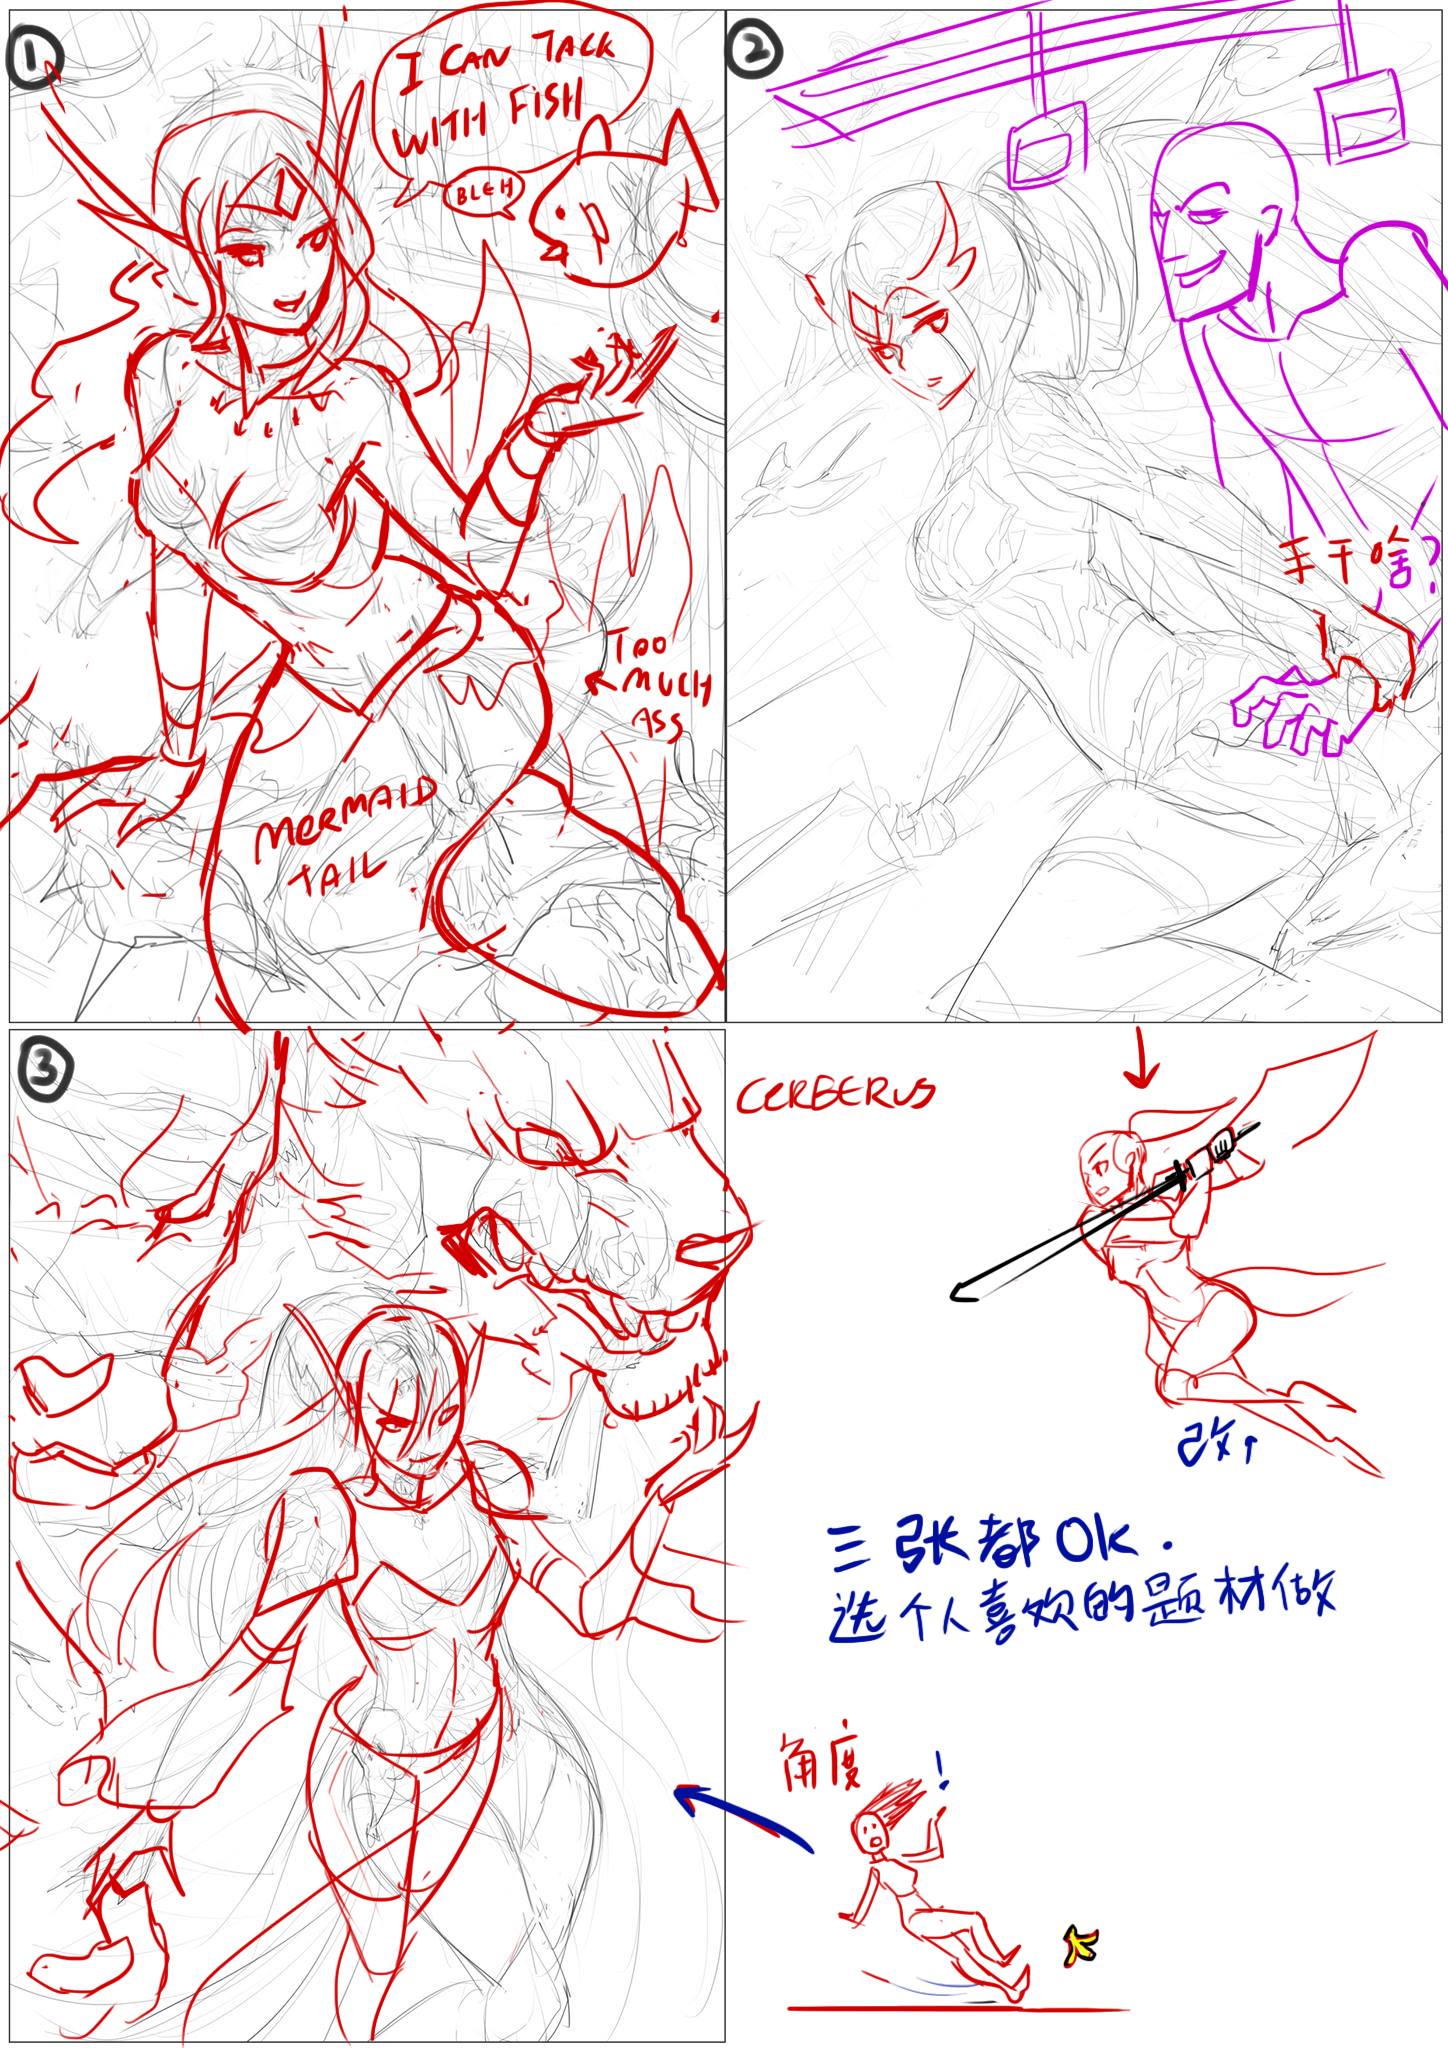 1
I CAN TALK
WITH FISH
BLEH
TOO
MUCH
ASS
MERMAID
TAIL
2
手干啥?
3
CERBERUS
改↑
三张都OK.
选个人喜欢的题材做
角度
!